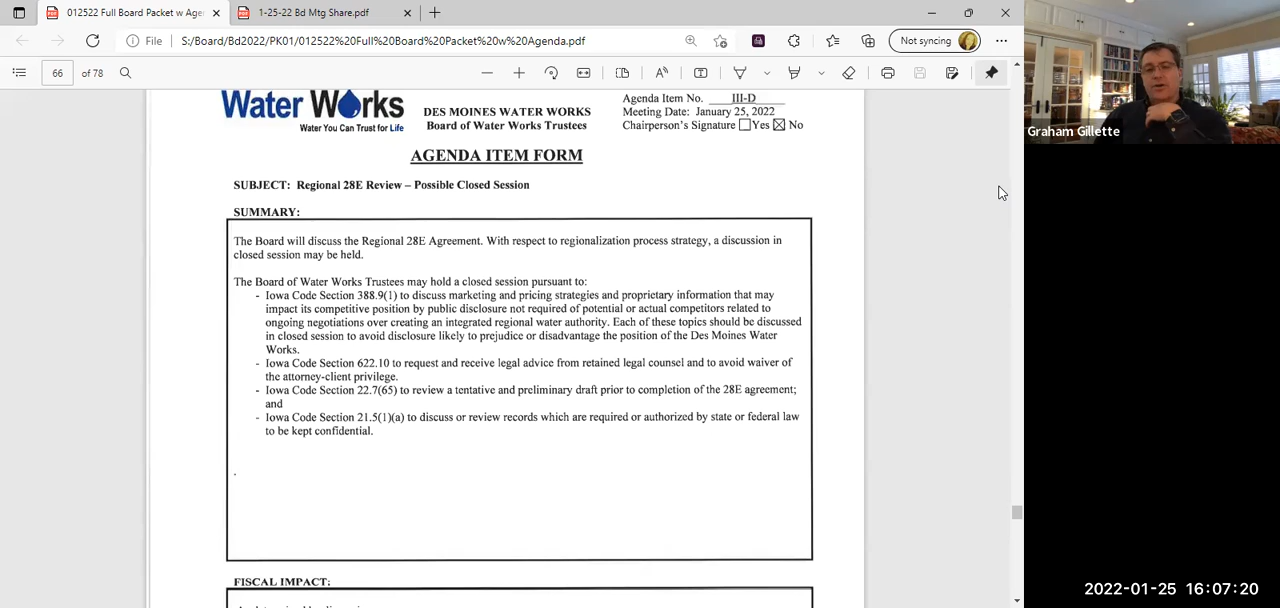 012522 Full Board Packet w Age
1-25-22 Bd Mtg Share.pdf
File
S:/Board/Bd2022/PK01/012522%20Full%20Board%20Packet%20w%20Agenda.pdf
Not syncing
66
of 78
Water Works
Water You Can Trust for Life
DES MOINES WATER WORKS
Board of Water Works Trustees
Agenda Item No. III-D
Meeting Date: January 25, 2022
Chairperson's Signature Yes No
AGENDA ITEM FORM
SUBJECT: Regional 28E Review – Possible Closed Session
SUMMARY:
The Board will discuss the Regional 28E Agreement. With respect to regionalization process strategy, a discussion in
closed session may be held.
The Board of Water Works Trustees may hold a closed session pursuant to:
- Iowa Code Section 388.9(1) to discuss marketing and pricing strategies and proprietary information that may
impact its competitive position by public disclosure not required of potential or actual competitors related to
ongoing negotiations over creating an integrated regional water authority. Each of these topics should be discussed
in closed session to avoid disclosure likely to prejudice or disadvantage the position of the Des Moines Water
Works.
- Iowa Code Section 622.10 to request and receive legal advice from retained legal counsel and to avoid waiver of
the attorney-client privilege.
- Iowa Code Section 22.7(65) to review a tentative and preliminary draft prior to completion of the 28E agreement;
and
- Iowa Code Section 21.5(1)(a) to discuss or review records which are required or authorized by state or federal law
to be kept confidential.
FISCAL IMPACT:
Graham Gillette
2022-01-25 16:07:20